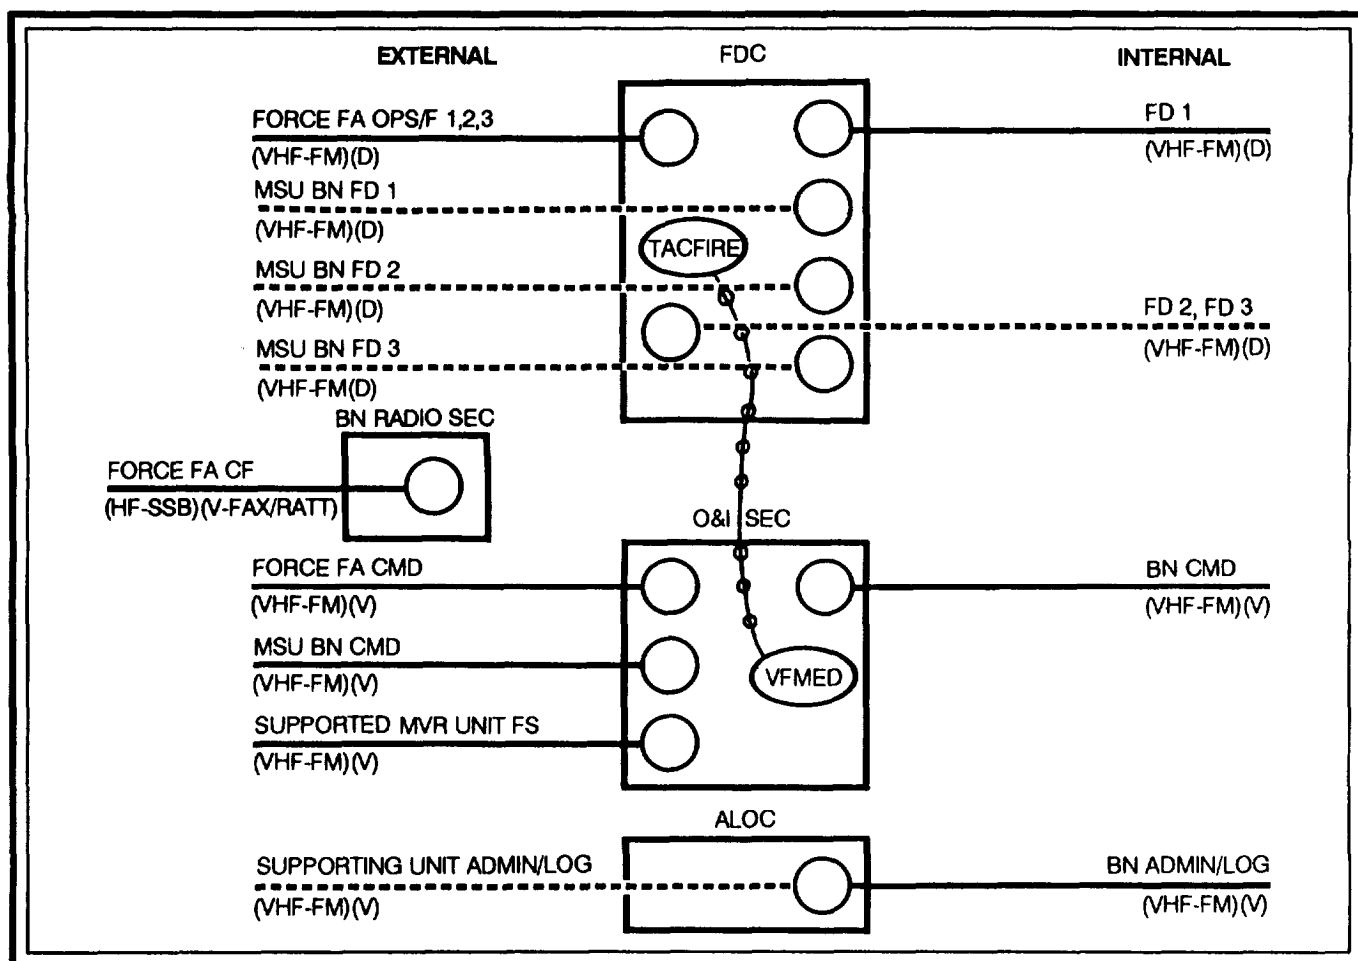 EXTERNAL
FDC
INTERNAL
FORCE FA OPS/F 1,2,3
(VHF-FM)(D)
FD 1
(VHF-FM)(D)
MSU BN FD 1
(VHF-FM)(D)
TACFIRE
MSU BN FD 2
(VHF-FM)(D)
FD 2, FD 3
(VHF-FM)(D)
MSU BN FD 3
(VHF-FM(D)
BN RADIO SEC
FORCE FA CF
(HF-SSB)(V-FAX/RATT)
O&I SEC
FORCE FA CMD
(VHF-FM)(V)
BN CMD
(VHF-FM)(V)
MSU BN CMD
(VHF-FM)(V)
VFMED
SUPPORTED MVR UNIT FS
(VHF-FM)(V)
ALOC
SUPPORTING UNIT ADMIN/LOG
(VHF-FM)(V)
BN ADMIN/LOG
(VHF-FM)(V)